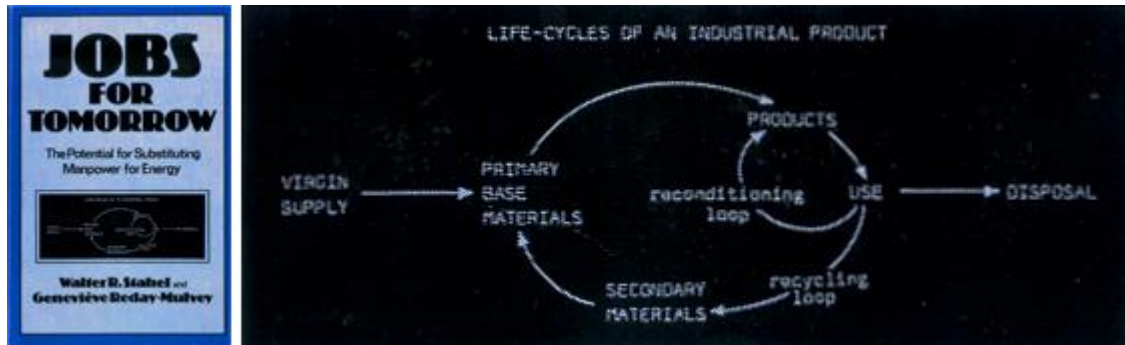 JOBS
FOR
TOMORROW
The Potential for Substituting
Manpower for Energy
Walter R. Stahel and
Geneviève Reday-Mulvey
LIFE-CYCLES OF AN INDUSTRIAL PRODUCT
PRODUCTS
PRIMARY
BASE
MATERIALS
VIRGIN
SUPPLY
reconditioning
loop
USE
DISPOSAL
recycling
loop
SECONDARY
MATERIALS